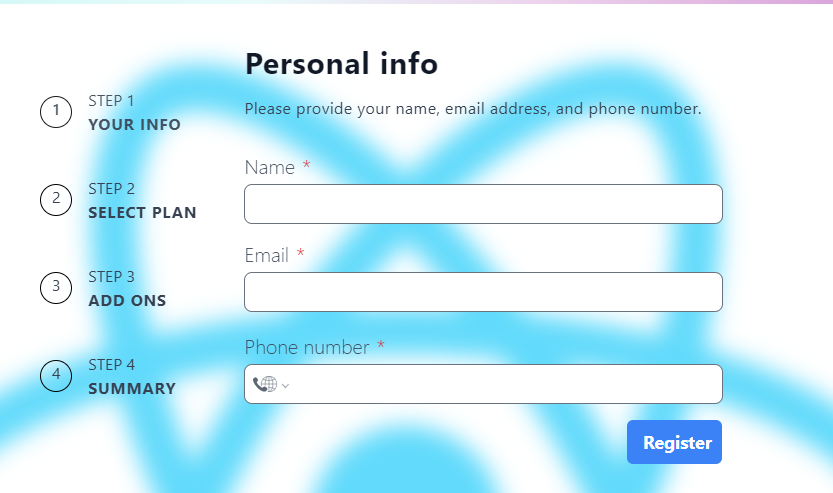 Personal info
Please provide your name, email address, and phone number.
1
STEP 1
YOUR INFO
2
STEP 2
SELECT PLAN
3
STEP 3
ADD ONS
4
STEP 4
SUMMARY
Name *
Email *
Phone number *
Register